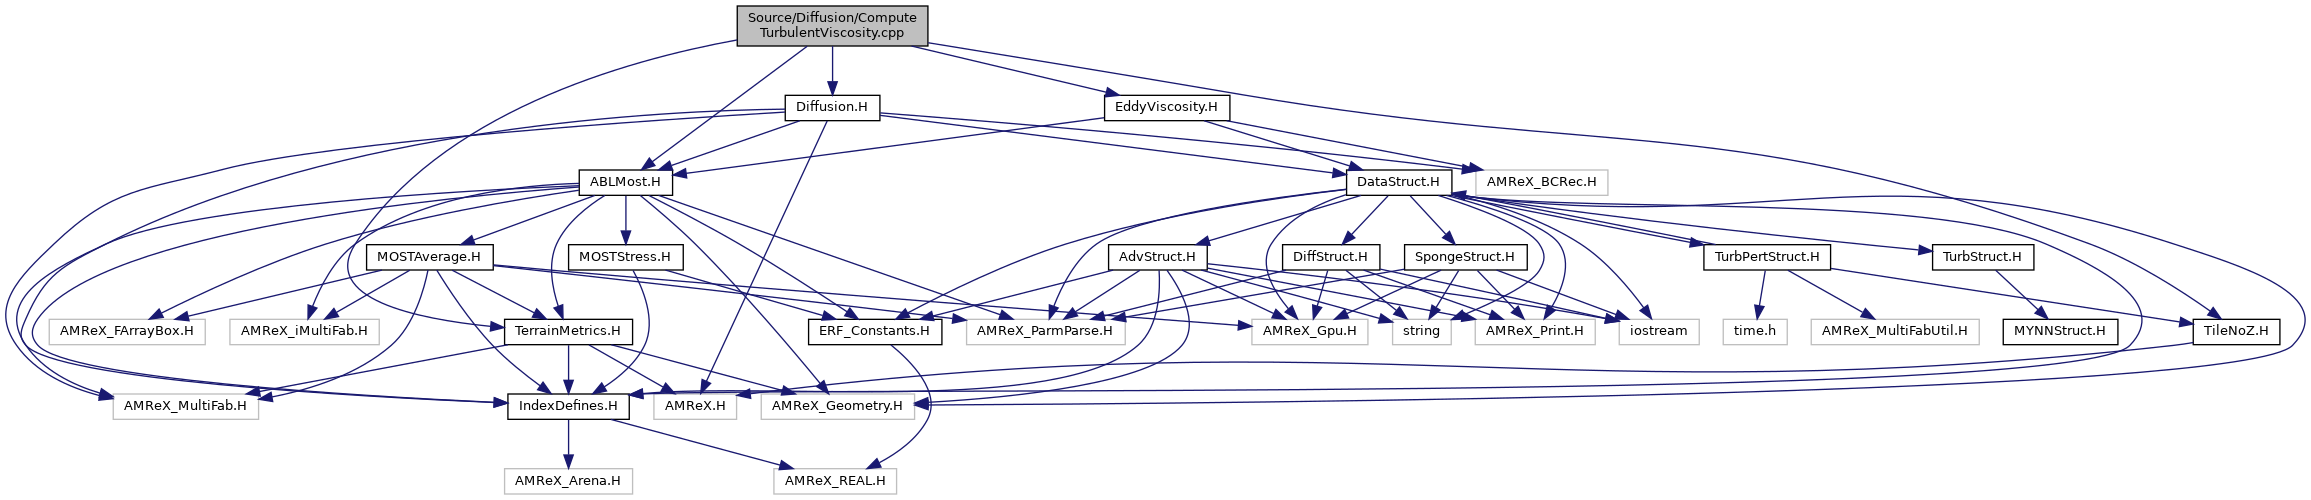 Source/Diffusion/Compute
TurbulentViscosity.cpp
Diffusion.H
EddyViscosity.H
ABLMost.H
DataStruct.H
AMReX_BCRec.H
MOSTAverage.H
MOSTStress.H
AdvStruct.H
DiffStruct.H
SpongeStruct.H
TurbPertStruct.H
TurbStruct.H
AMReX_FArrayBox.H
AMReX_iMultiFab.H
TerrainMetrics.H
ERF_Constants.H
AMReX_ParmParse.H
AMReX_Gpu.H
string
AMReX_Print.H
iostream
time.h
AMReX_MultiFabUtil.H
MYNNStruct.H
TileNoZ.H
AMReX_MultiFab.H
IndexDefines.H
AMReX.H
AMReX_Geometry.H
AMReX_Arena.H
AMReX_REAL.H